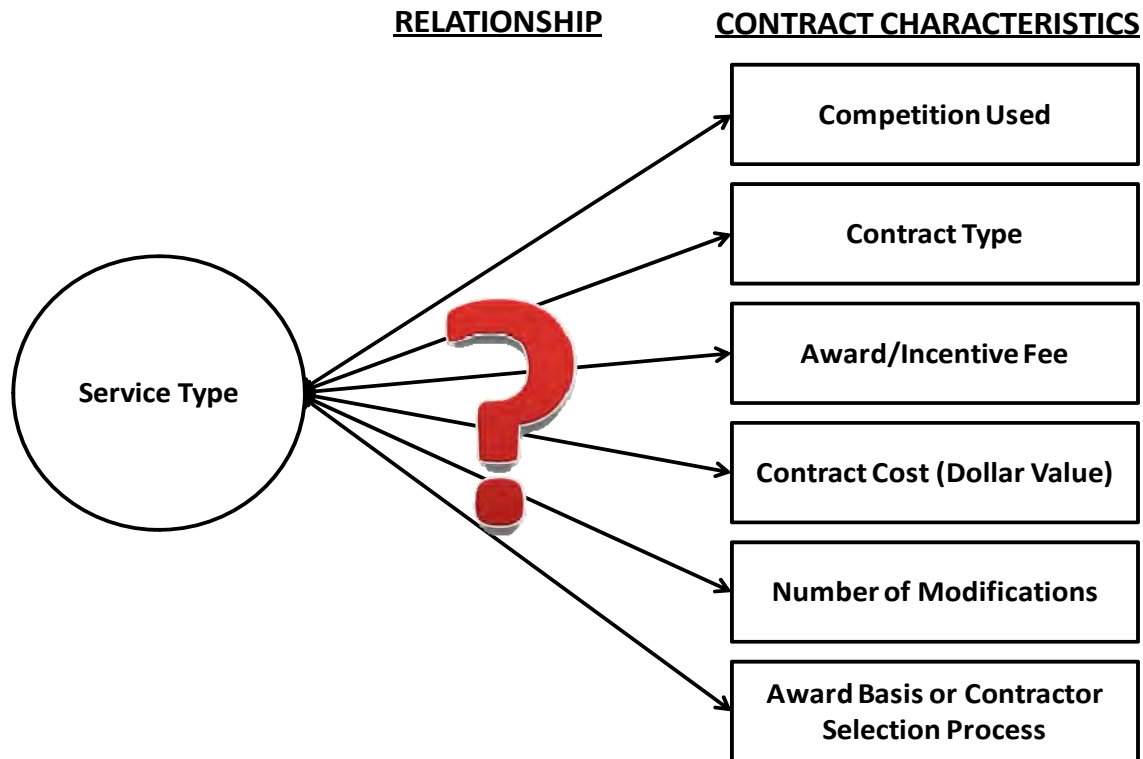 RELATIONSHIP
CONTRACT CHARACTERISTICS
Competition Used
Contract Type
Service Type
Award/Incentive Fee
Contract Cost (Dollar Value)
Number of Modifications
Award Basis or Contractor
Selection Process
?